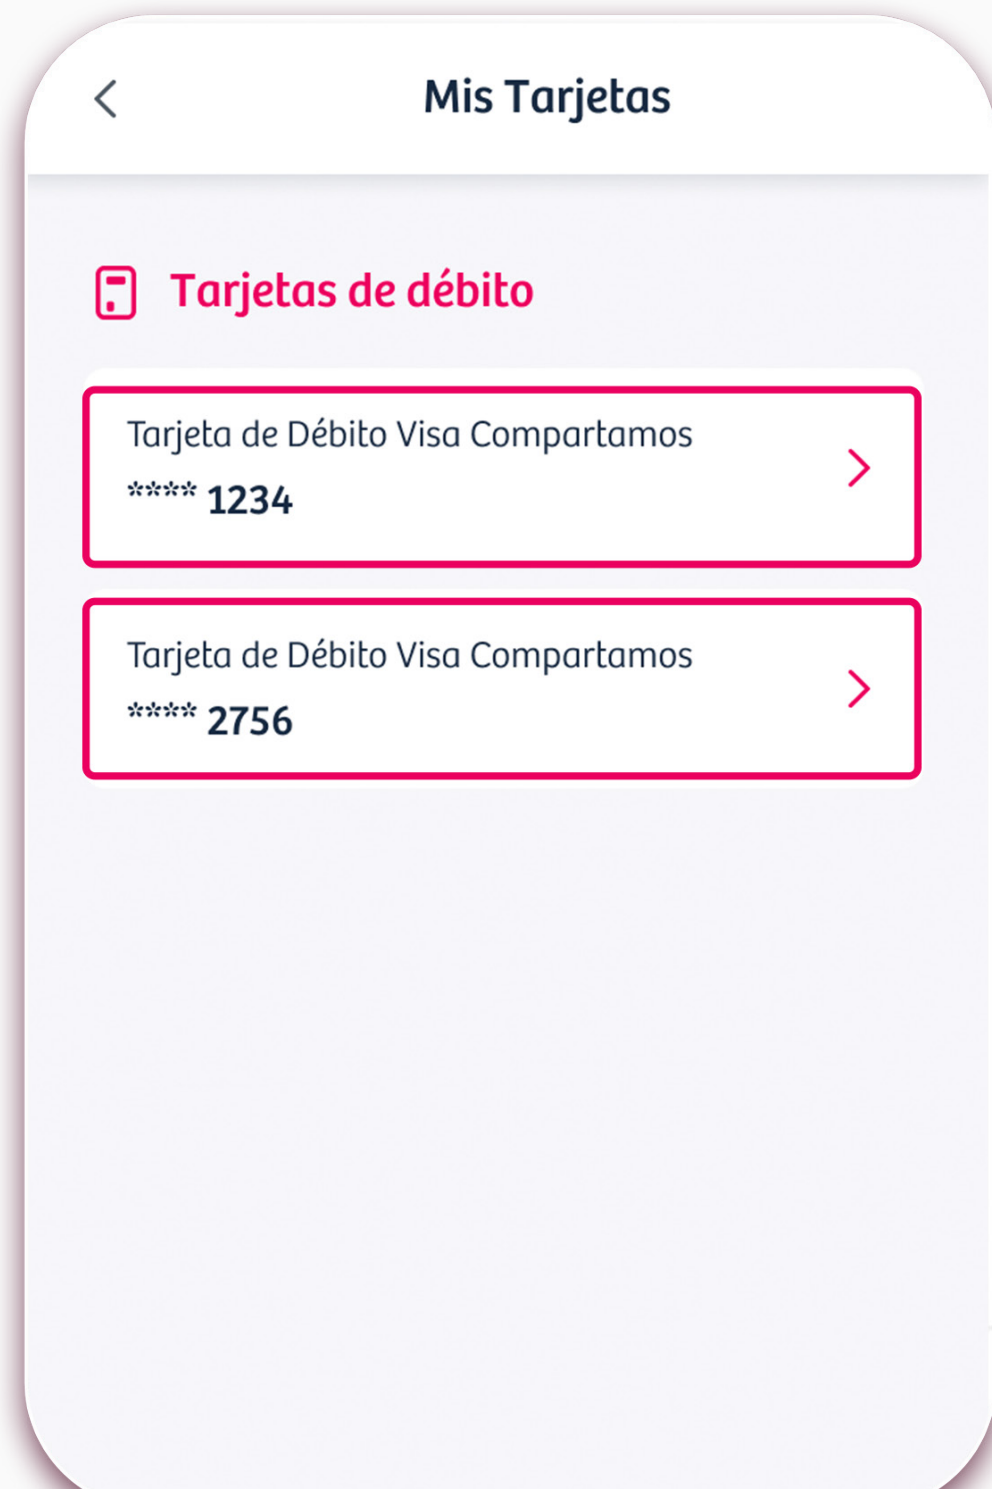 Mis Tarjetas
Tarjetas de débito
Tarjeta de Débito Visa Compartamos
**** 1234
Tarjeta de Débito Visa Compartamos
**** 2756